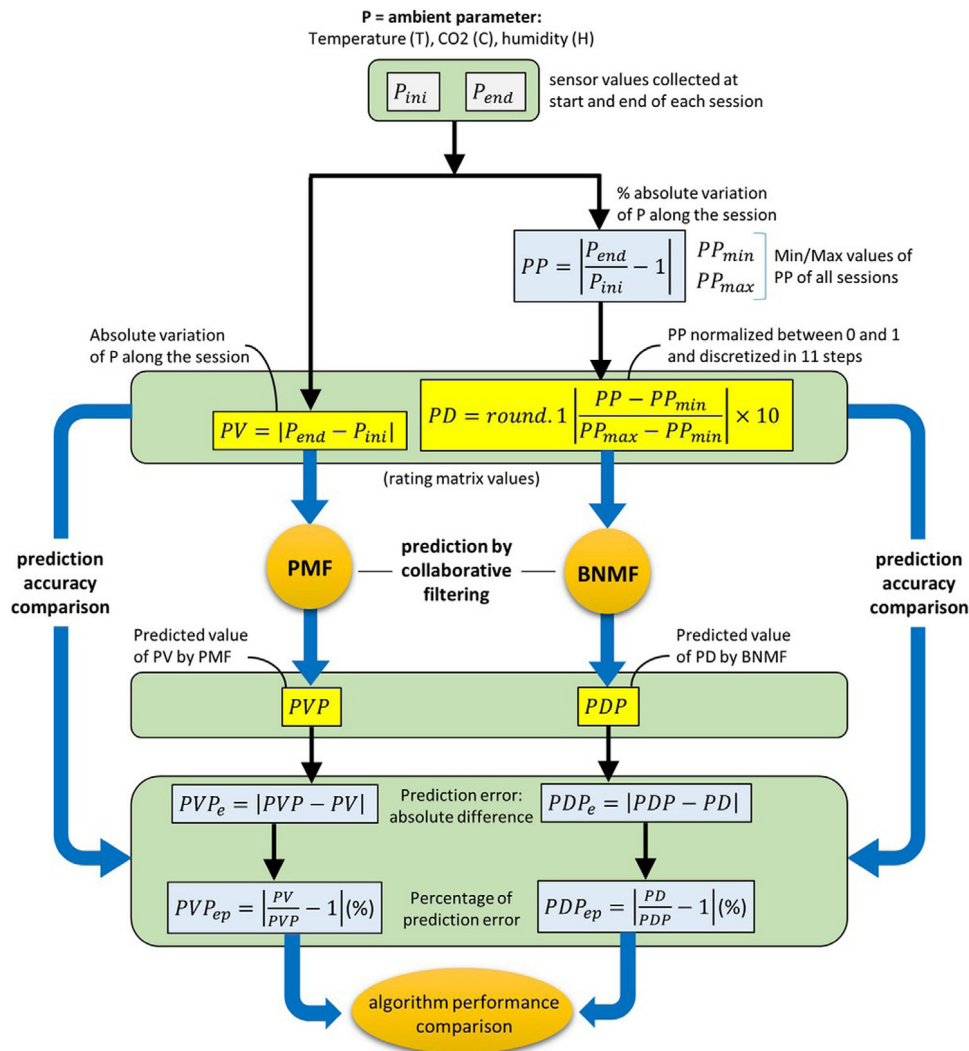 P = ambient parameter:
Temperature (T), CO2 (C), humidity (H)
P_ini P_end
sensor values collected at
start and end of each session
% absolute variation
of P along the session
PP = |P_end/P_ini − 1|
PP_min
PP_max
Min/Max values of
PP of all sessions
Absolute variation
of P along the session
PP normalized between 0 and 1
and discretized in 11 steps
PV = |P_end − P_ini|
PD = round. 1 |(PP − PP_min)/(PP_max − PP_min)| × 10
(rating matrix values)
prediction
accuracy
comparison
PMF
prediction by
collaborative
filtering
BNMF
prediction
accuracy
comparison
Predicted value
of PV by PMF
Predicted value
of PD by BNMF
PVP
PDP
PVP_e = |PVP − PV|
Prediction error:
absolute difference
PDP_e = |PDP − PD|
PVP_ep = |PV/PVP − 1|(%)
Percentage of
prediction error
PDP_ep = |PD/PDP − 1|(%)
algorithm performance
comparison